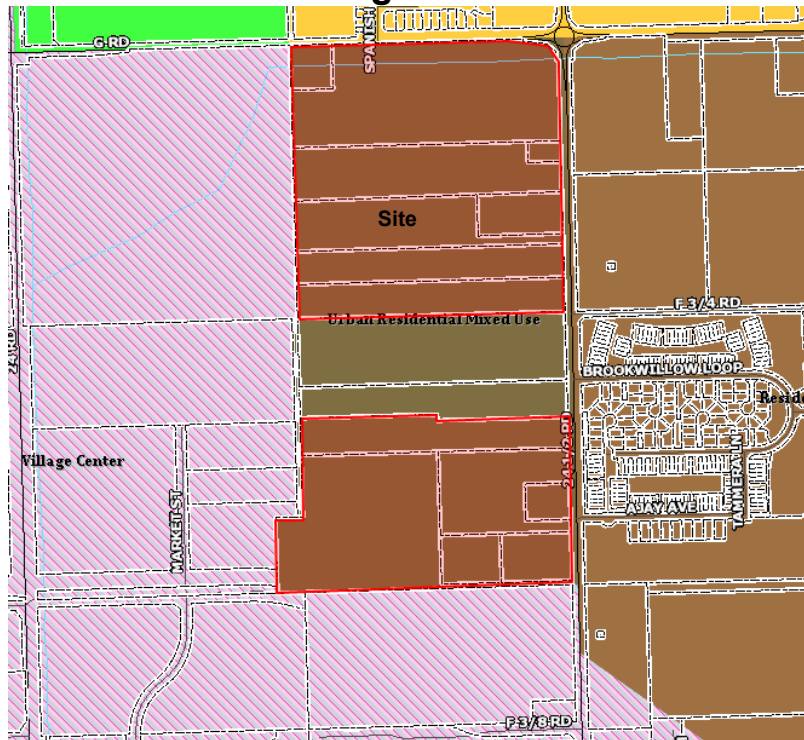 g
G RD
SPANISH
Site
F 3/4 RD
Urban Residential Mixed Use
24 RD
BROOKWILLOW LOOP
Reside
24 1/2 RD
Village Center
TAMMERA LN
MARKET ST
AJAY AVE
F 3/8 RD